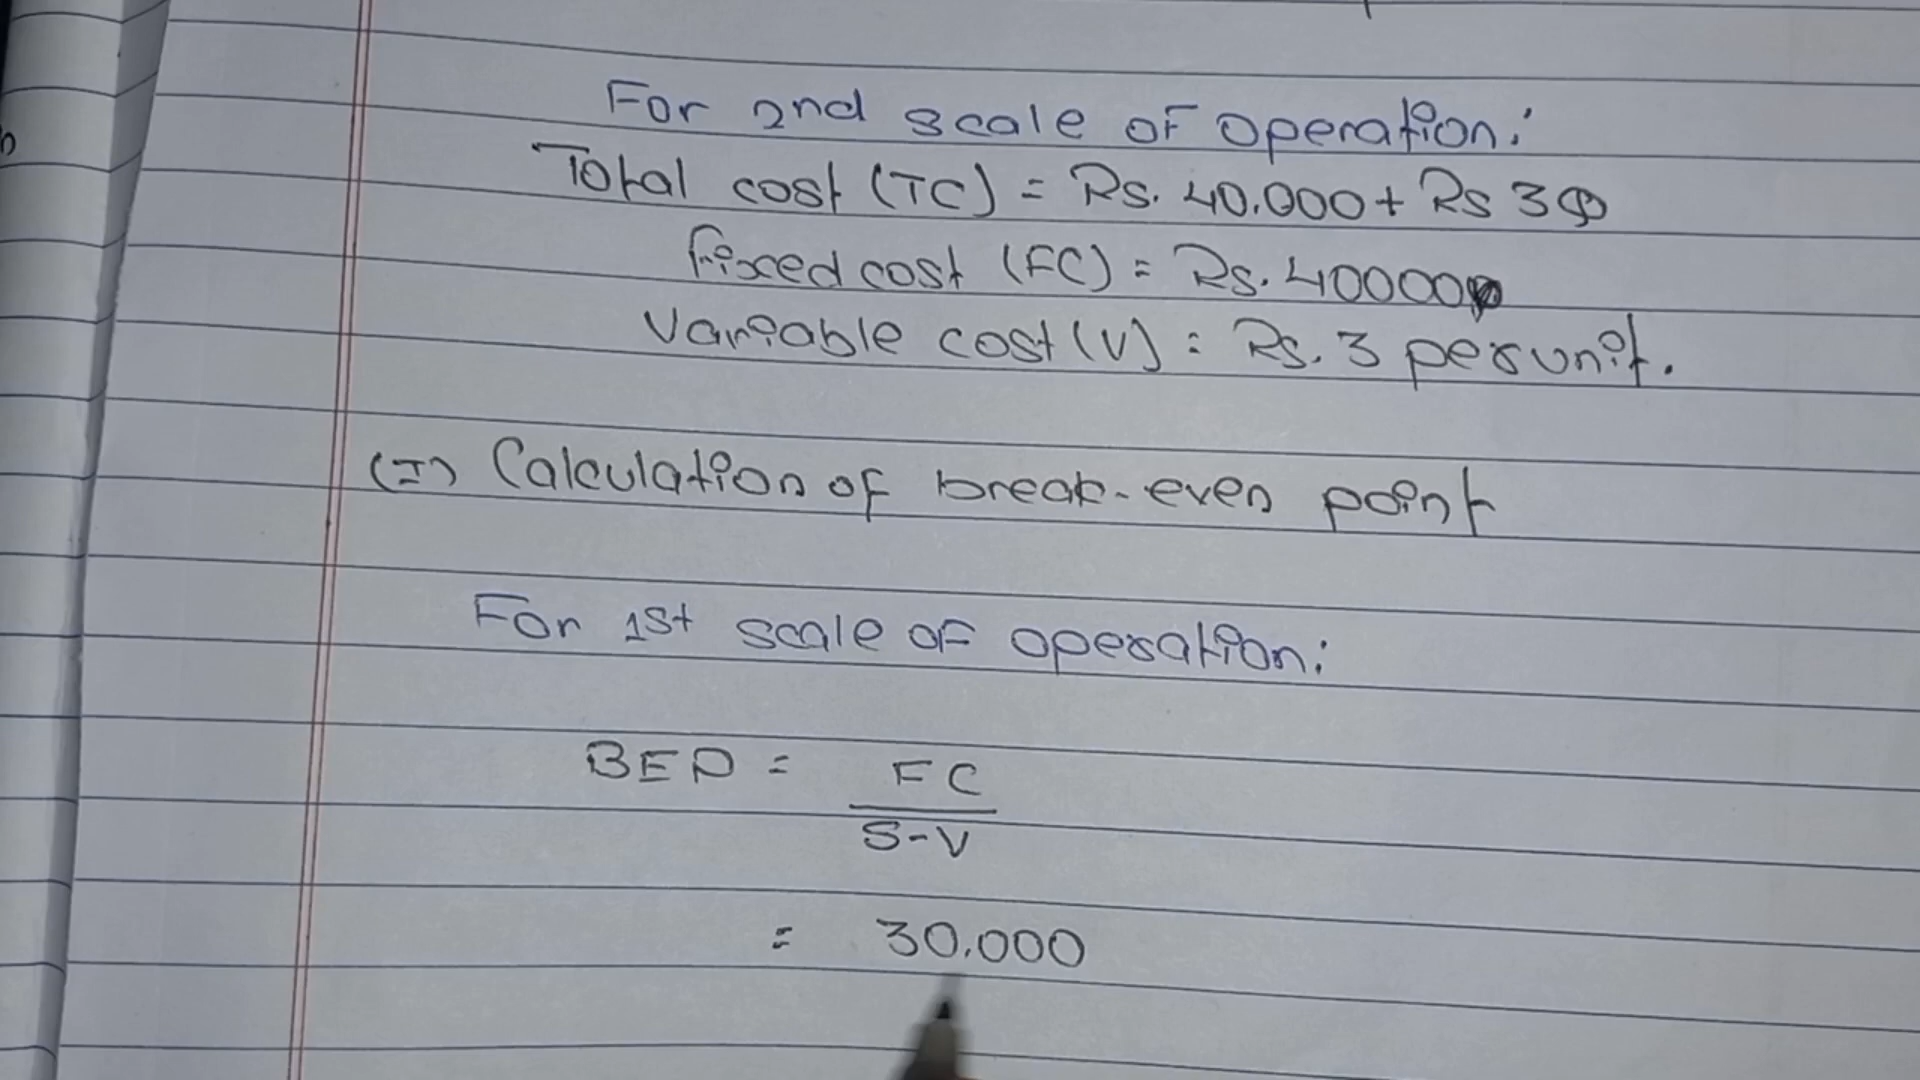 For 2nd scale of operation:
Total cost (TC) = Rs. 40.000 + Rs 3Q
Fixed cost (FC) = Rs. 40000
Variable cost (V) = Rs. 3 per unit.
(I) Calculation of break-even point
For 1st scale of operation:
BEP = FC
S-V
= 30.000